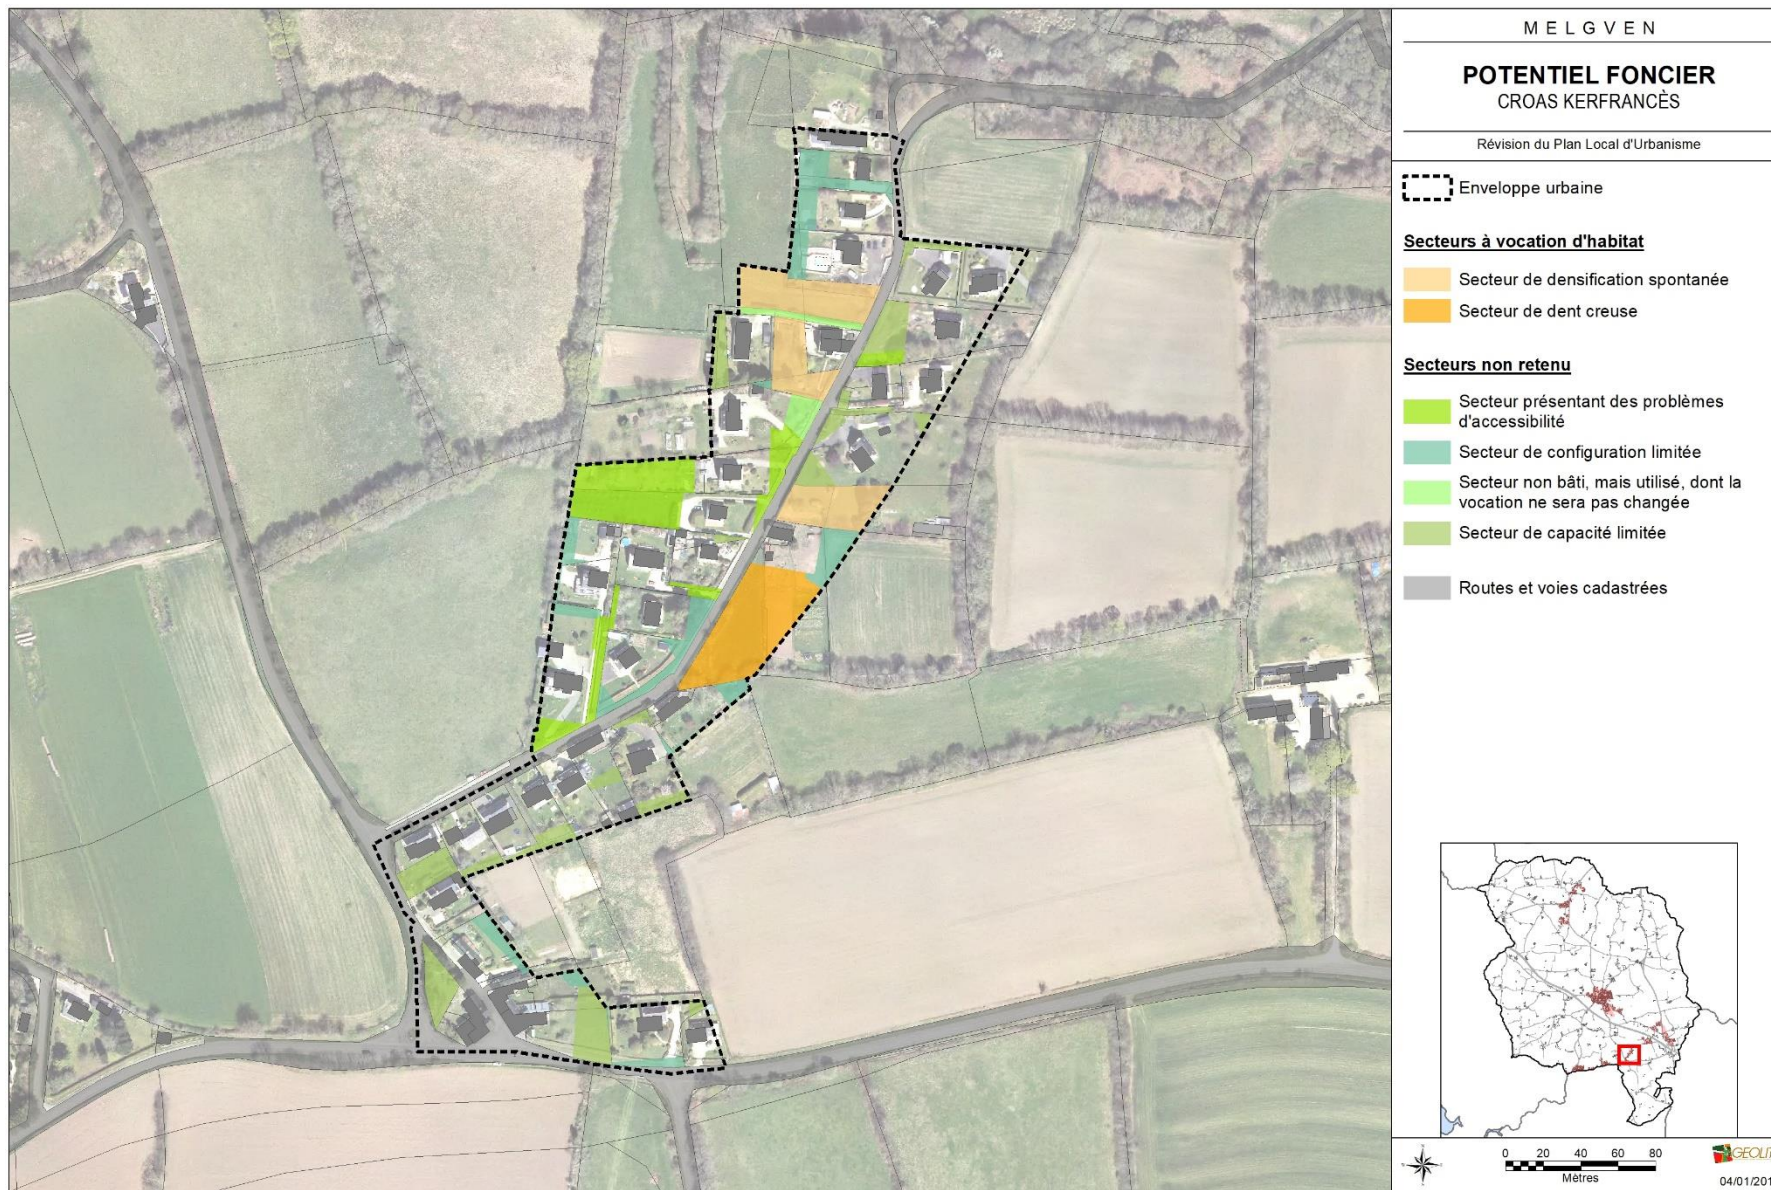 MELGVEN
POTENTIEL FONCIER
CROAS KERFRANCÈS
Révision du Plan Local d'Urbanisme
Enveloppe urbaine
Secteurs à vocation d'habitat
Secteur de densification spontanée
Secteur de dent creuse
Secteurs non retenu
Secteur présentant des problèmes
d'accessibilité
Secteur de configuration limitée
Secteur non bâti, mais utilisé, dont la
vocation ne sera pas changée
Secteur de capacité limitée
Routes et voies cadastrées
0 20 40 60 80
Mètres
04/01/201